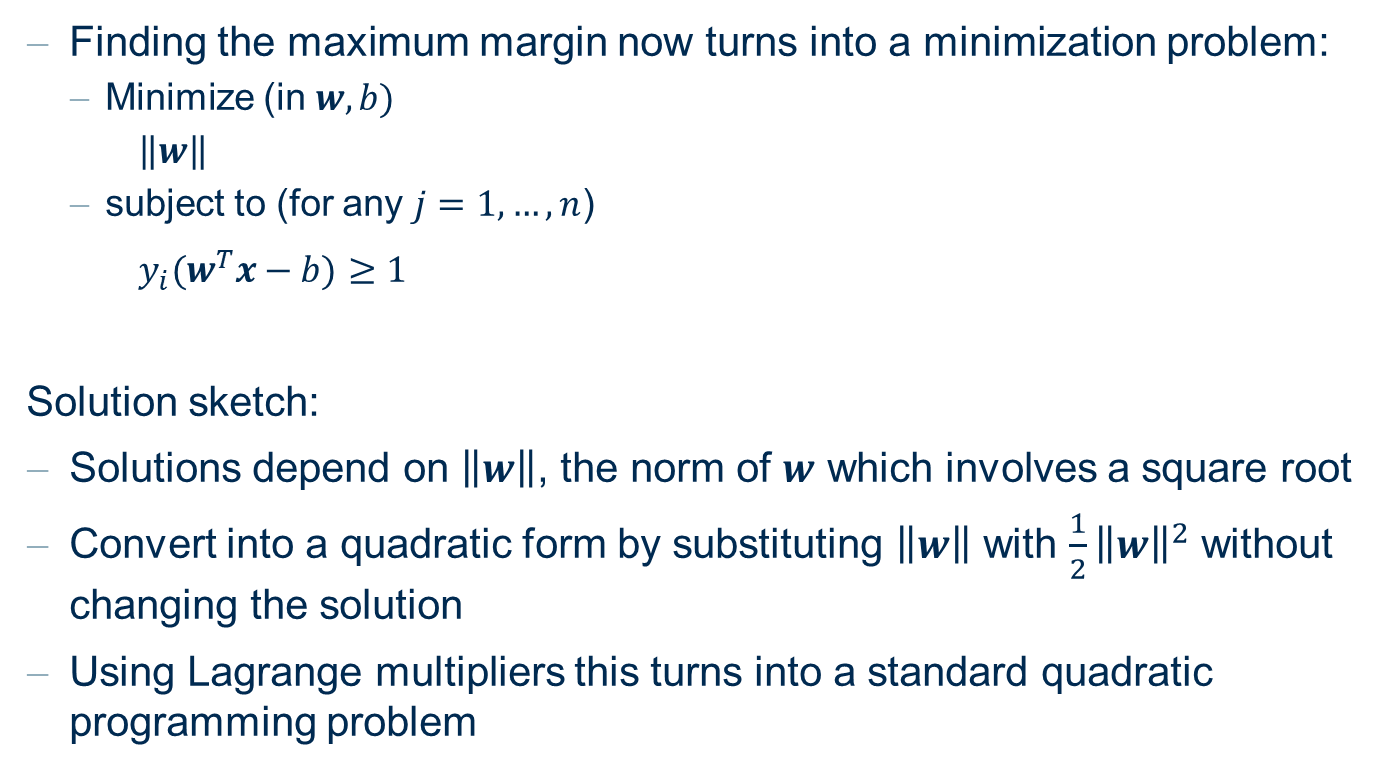 – Finding the maximum margin now turns into a minimization problem:
– Minimize (in w, b)
‖w‖
– subject to (for any j = 1, … , n)
yᵢ(wᵀx − b) ≥ 1
Solution sketch:
– Solutions depend on ‖w‖, the norm of w which involves a square root
– Convert into a quadratic form by substituting ‖w‖ with ½‖w‖² without
changing the solution
– Using Lagrange multipliers this turns into a standard quadratic
programming problem